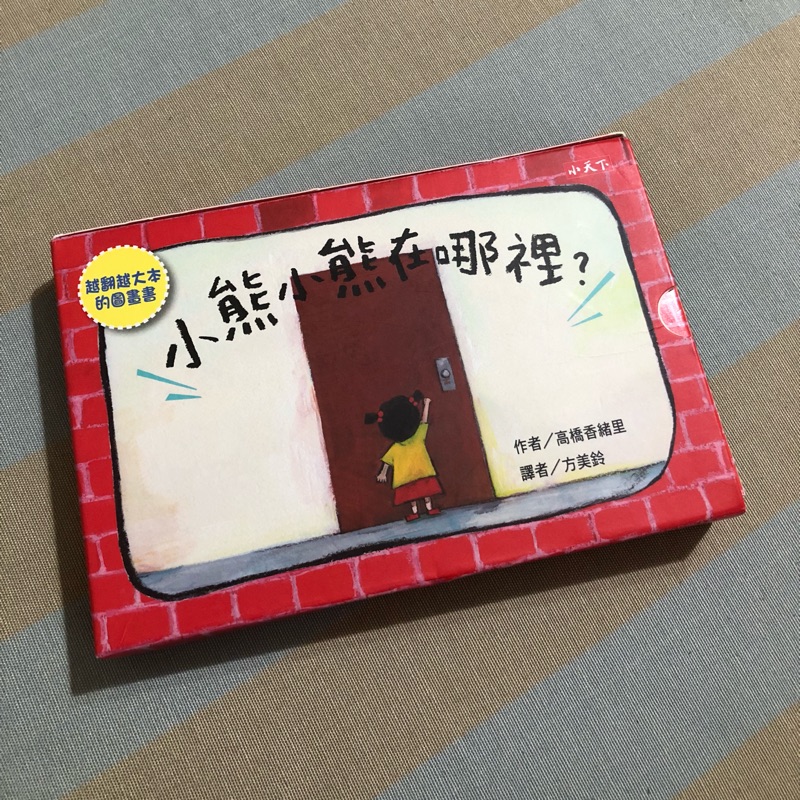 小天下
越翻越大本
的圖畫書
小熊小熊在哪裡？
作者／高橋香緒里
譯者／方美鈴